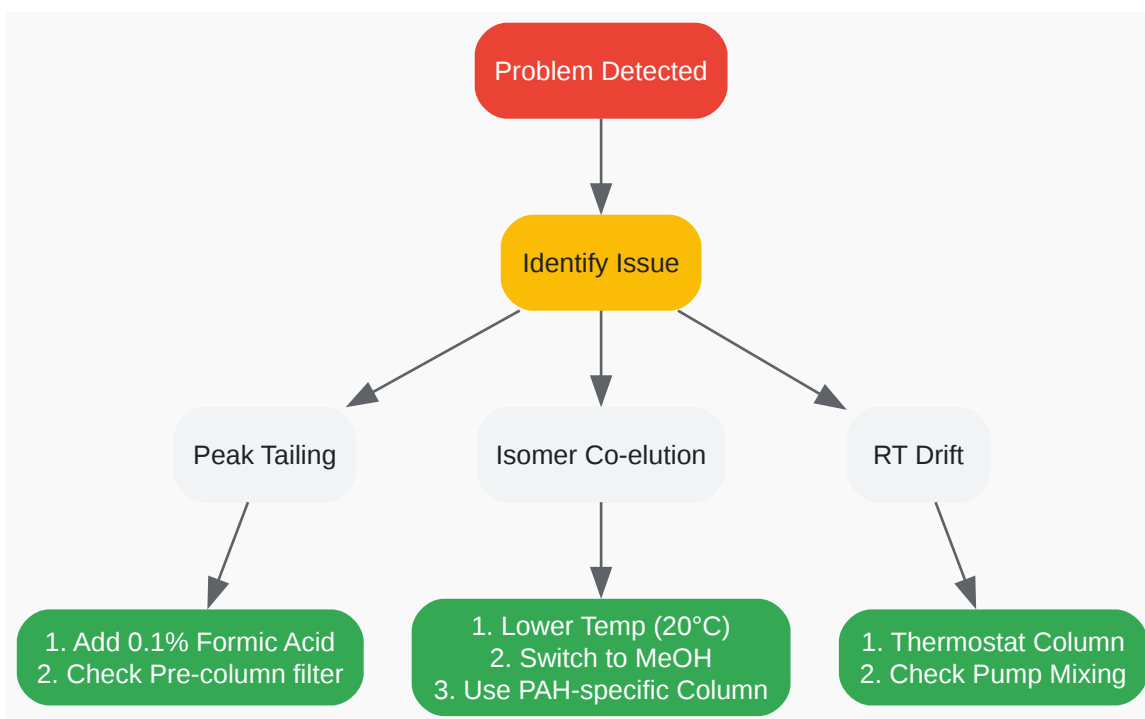 Problem Detected
Identify Issue
Peak Tailing
Isomer Co-elution
RT Drift
1. Add 0.1% Formic Acid
2. Check Pre-column filter
1. Lower Temp (20°C)
2. Switch to MeOH
3. Use PAH-specific Column
1. Thermostat Column
2. Check Pump Mixing